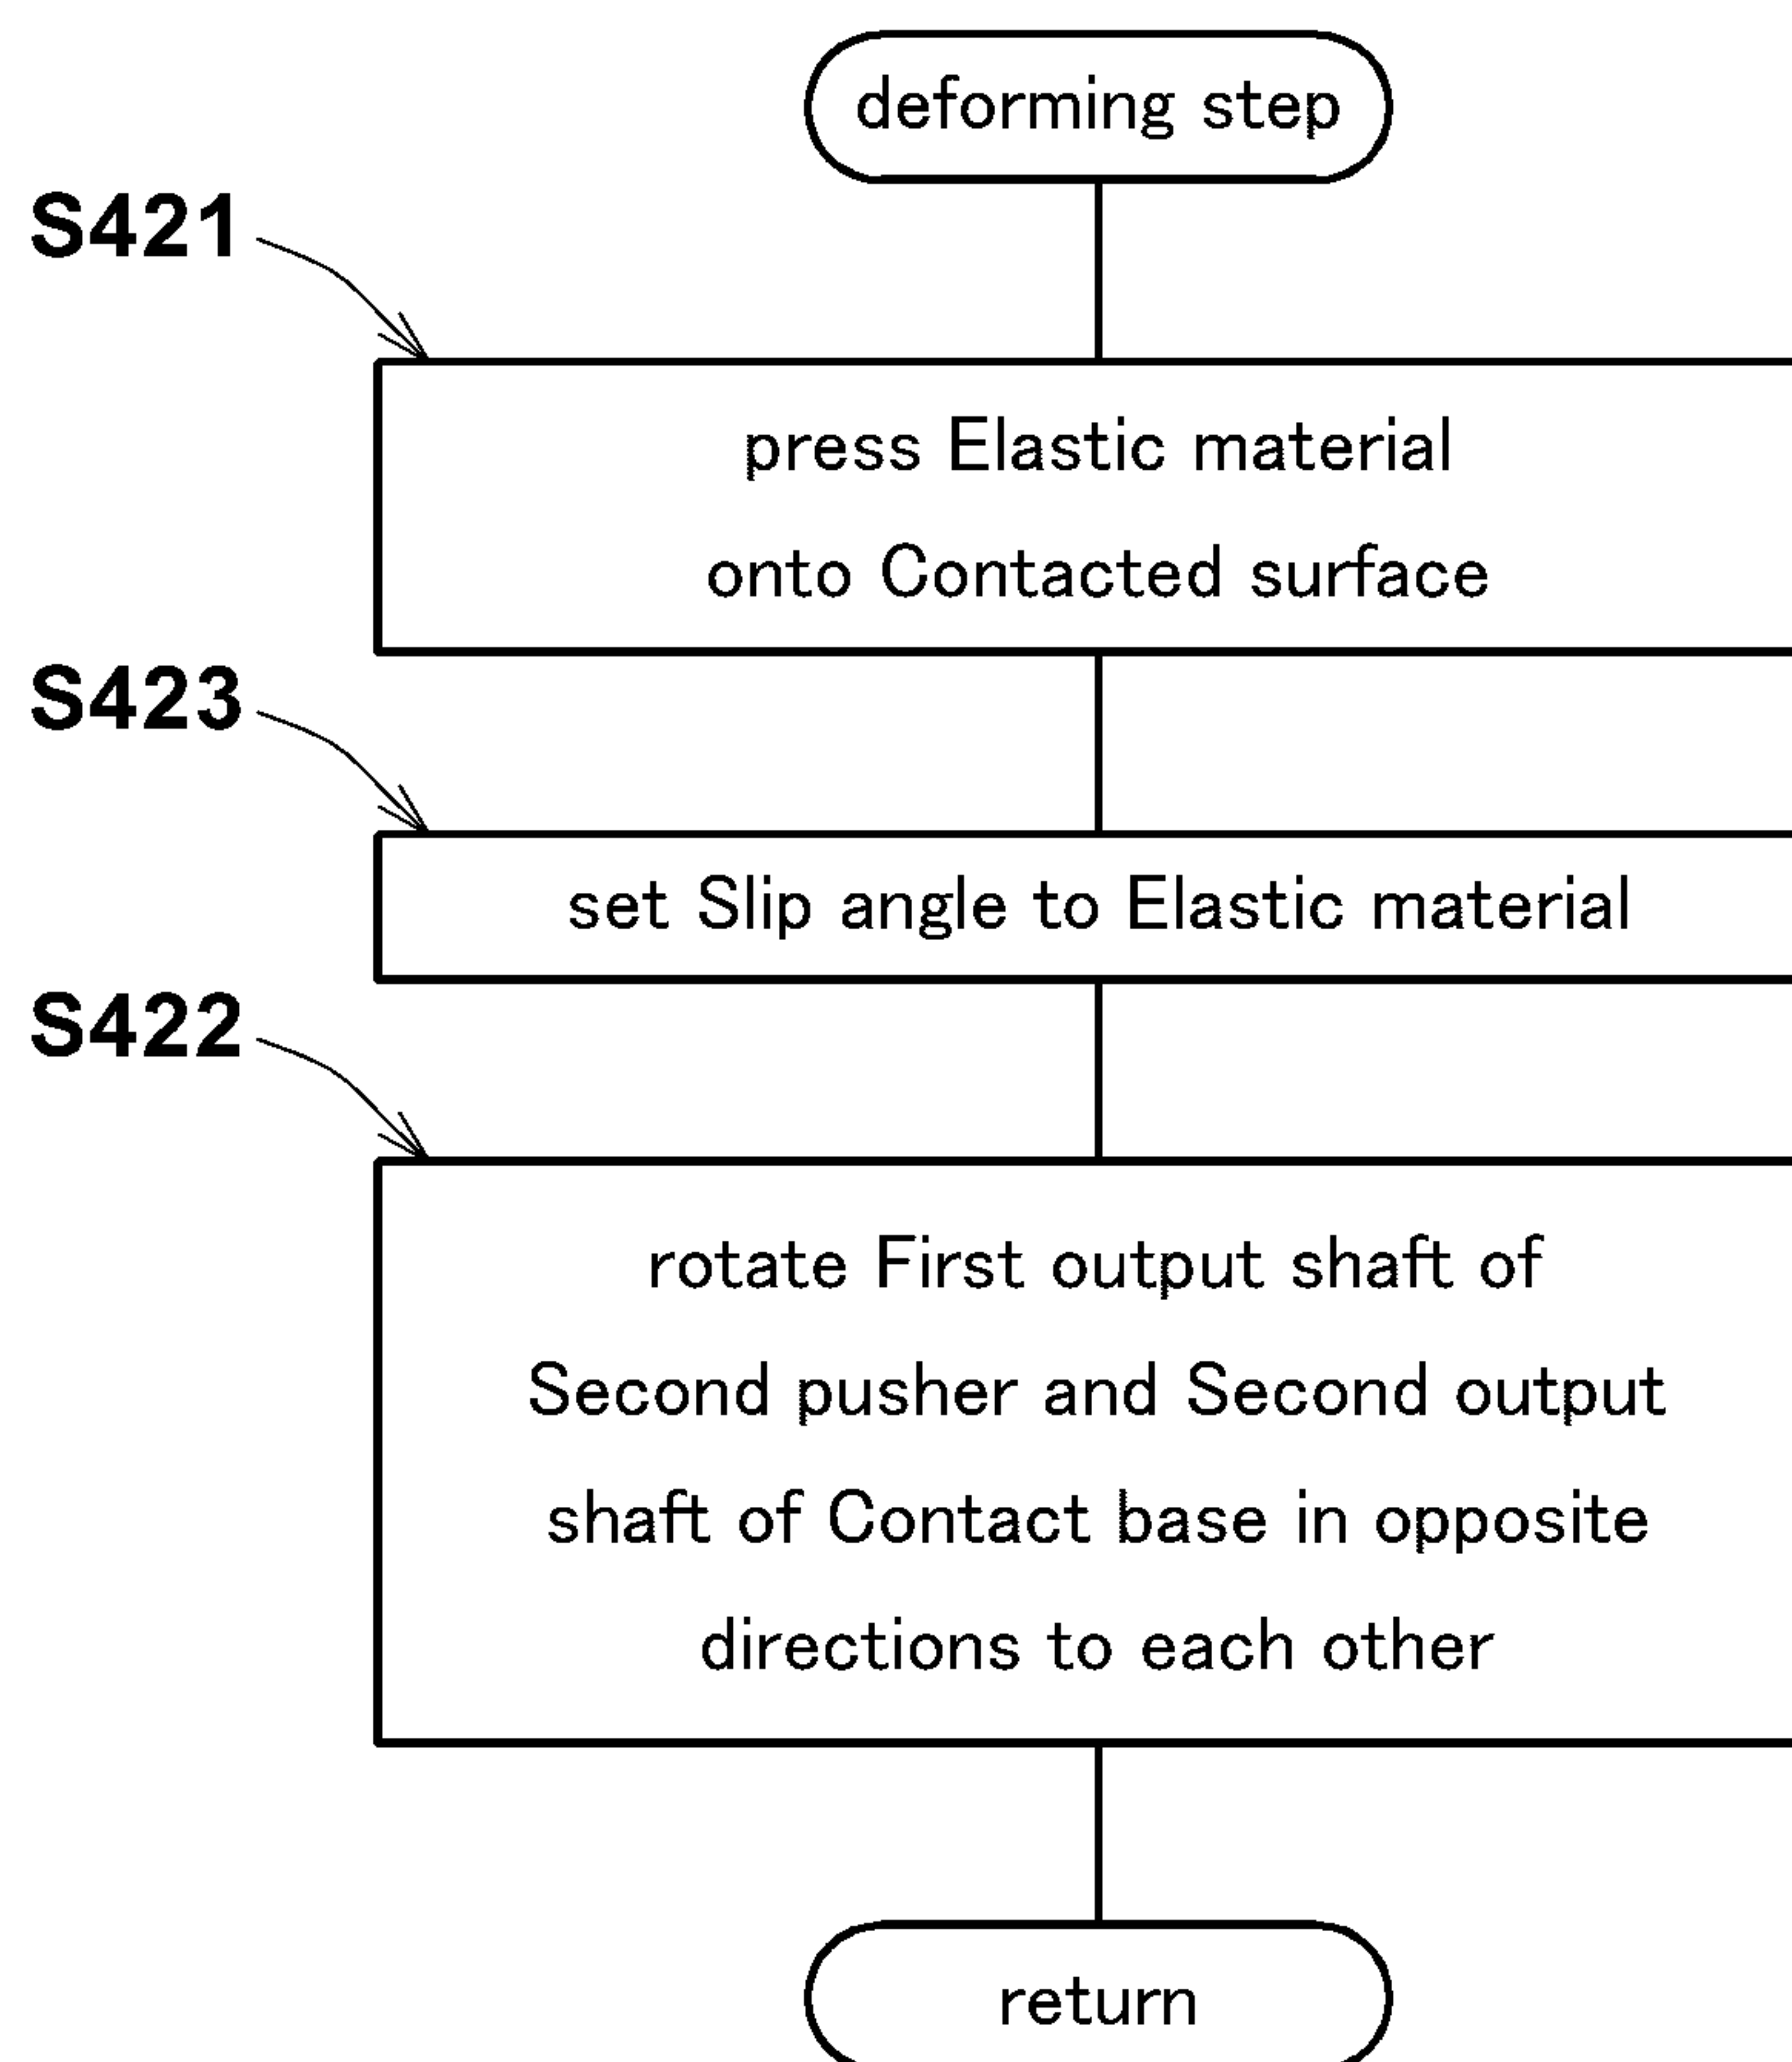 deforming step
S421
press Elastic material
onto Contacted surface
S423
set Slip angle to Elastic material
S422
rotate First output shaft of
Second pusher and Second output
shaft of Contact base in opposite
directions to each other
return